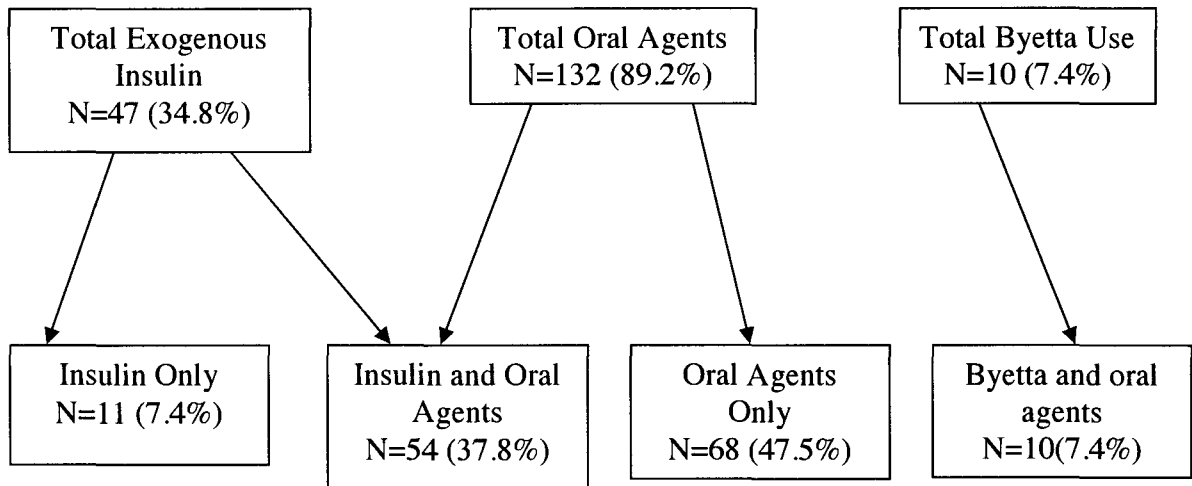 Total Exogenous
Insulin
N=47 (34.8%)
Total Oral Agents
N=132 (89.2%)
Total Byetta Use
N=10 (7.4%)
Insulin Only
N=11 (7.4%)
Insulin and Oral
Agents
N=54 (37.8%)
Oral Agents
Only
N=68 (47.5%)
Byetta and oral
agents
N=10(7.4%)